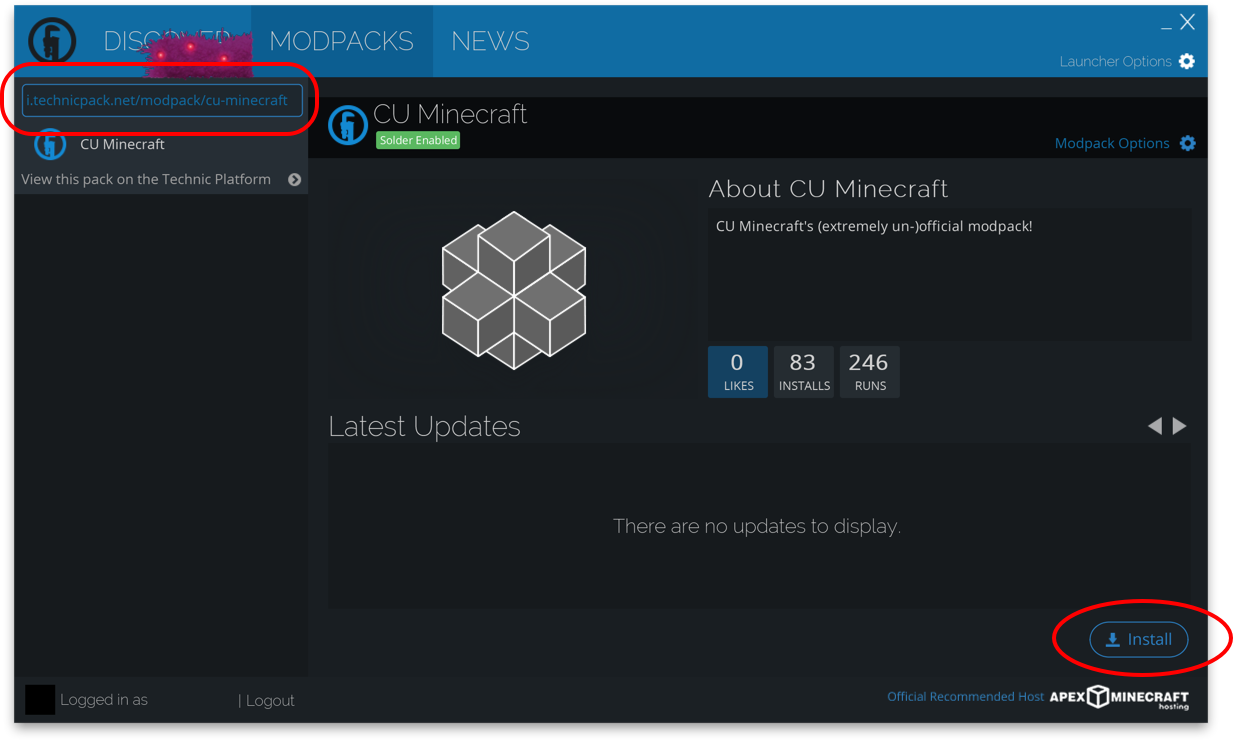 DISCOVER MODPACKS NEWS
Launcher Options
i.technicpack.net/modpack/cu-minecraft
CU Minecraft
View this pack on the Technic Platform
CU Minecraft
Solder Enabled
Modpack Options
About CU Minecraft
CU Minecraft's (extremely un-)official modpack!
0
LIKES
83
INSTALLS
246
RUNS
Latest Updates
There are no updates to display.
Install
Logged in as | Logout
Official Recommended Host
APEX MINECRAFT
hosting